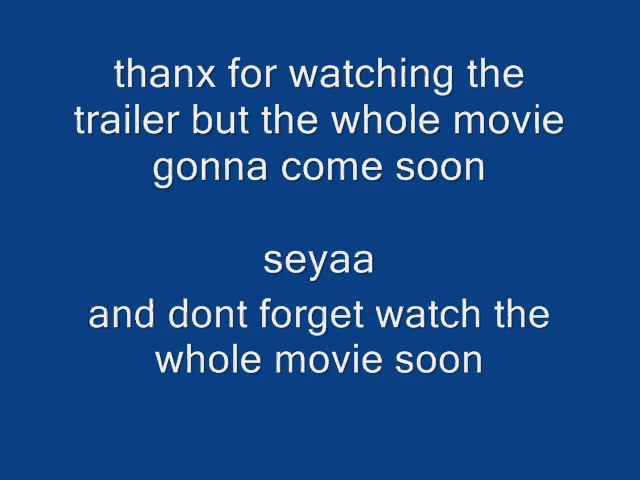 thanx for watching the
trailer but the whole movie
gonna come soon
seyaa
and dont forget watch the
whole movie soon